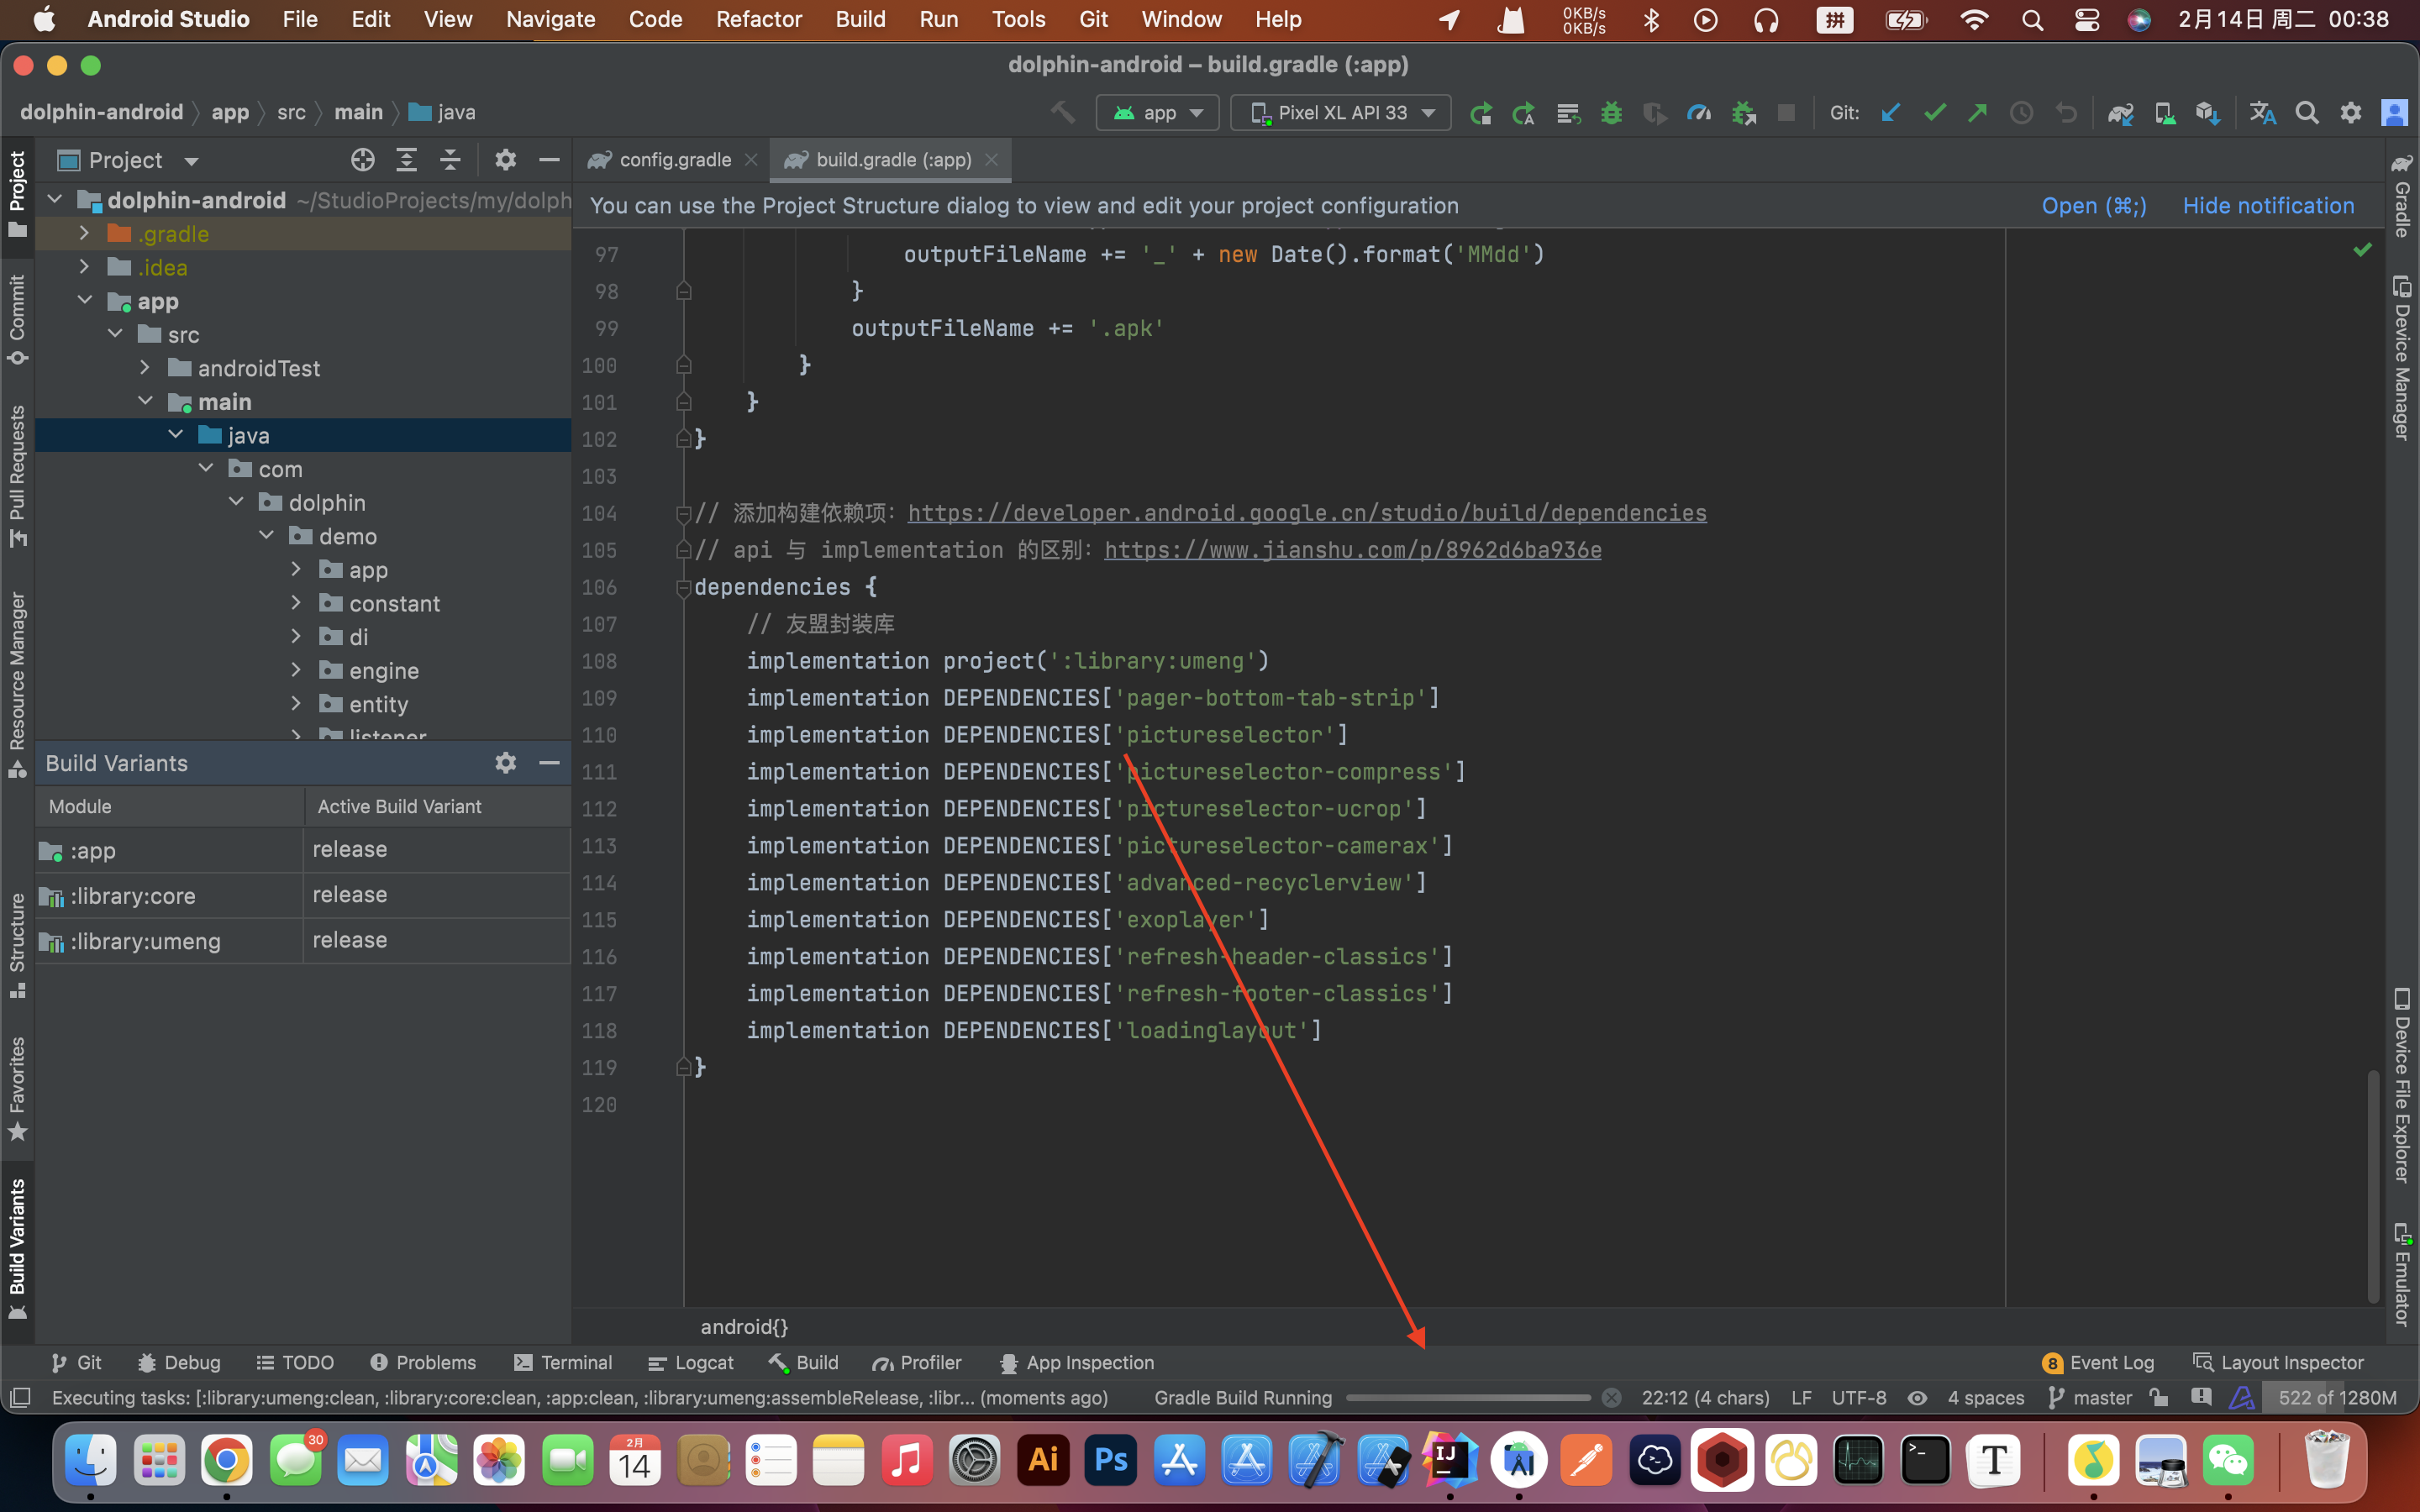 Android Studio File Edit View Navigate Code Refactor Build Run Tools Git Window Help 0KB/s 0KB/s 拼 2月14日 周二 00:38
dolphin-android – build.gradle (:app)
dolphin-android app src main java app Pixel XL API 33 Git:
Project
config.gradle build.gradle (:app)
dolphin-android ~/StudioProjects/my/dolph
You can use the Project Structure dialog to view and edit your project configuration Open (⌘;) Hide notification
.gradle
.idea
app
src
androidTest
main
java
com
dolphin
demo
app
constant
di
engine
entity
listener
97 outputFileName += '_' + new Date().format('MMdd')
98 }
99 outputFileName += '.apk'
100 }
101 }
102 }
103
104 // 添加构建依赖项：https://developer.android.google.cn/studio/build/dependencies
105 // api 与 implementation 的区别：https://www.jianshu.com/p/8962d6ba936e
106 dependencies {
107 // 友盟封装库
108 implementation project(':library:umeng')
109 implementation DEPENDENCIES['pager-bottom-tab-strip']
110 implementation DEPENDENCIES['pictureselector']
111 implementation DEPENDENCIES['pictureselector-compress']
112 implementation DEPENDENCIES['pictureselector-ucrop']
113 implementation DEPENDENCIES['pictureselector-camerax']
114 implementation DEPENDENCIES['advanced-recyclerview']
115 implementation DEPENDENCIES['exoplayer']
116 implementation DEPENDENCIES['refresh-header-classics']
117 implementation DEPENDENCIES['refresh-footer-classics']
118 implementation DEPENDENCIES['loadinglayout']
119 }
120
android{}
Build Variants
Module Active Build Variant
:app release
:library:core release
:library:umeng release
Project
Commit
Pull Requests
Resource Manager
Structure
Favorites
Build Variants
Gradle
Device Manager
Device File Explorer
Emulator
Git Debug TODO Problems Terminal Logcat Build Profiler App Inspection 8 Event Log Layout Inspector
Executing tasks: [:library:umeng:clean, :library:core:clean, :app:clean, :library:umeng:assembleRelease, :libr... (moments ago) Gradle Build Running 22:12 (4 chars) LF UTF-8 4 spaces master 522 of 1280M
30
2月
14
Ai
Ps
IJ
T